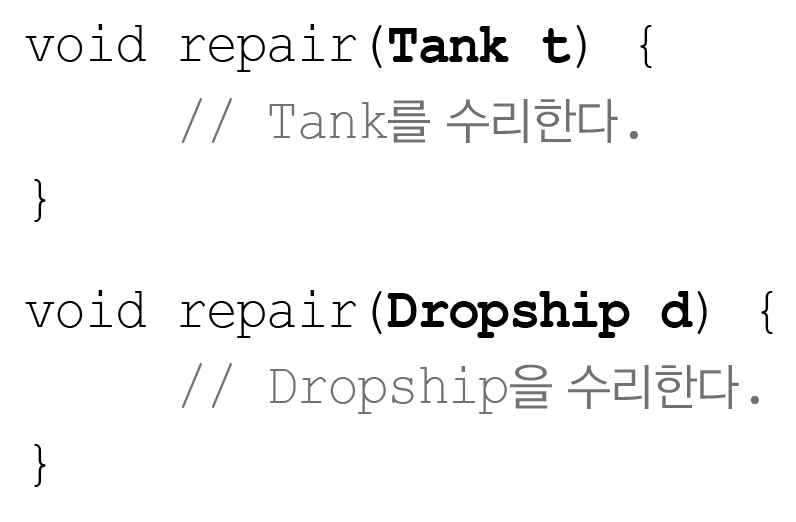 void repair(Tank t) {
// Tank를 수리한다.
}
void repair(Dropship d) {
// Dropship을 수리한다.
}